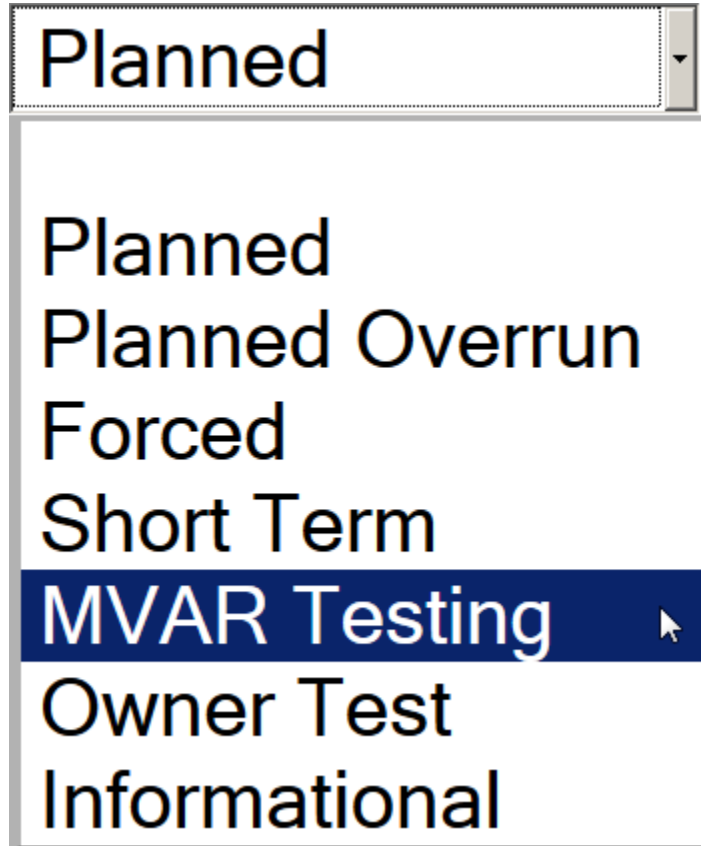 Planned
Planned
Planned Overrun
Forced
Short Term
MVAR Testing
Owner Test
Informational